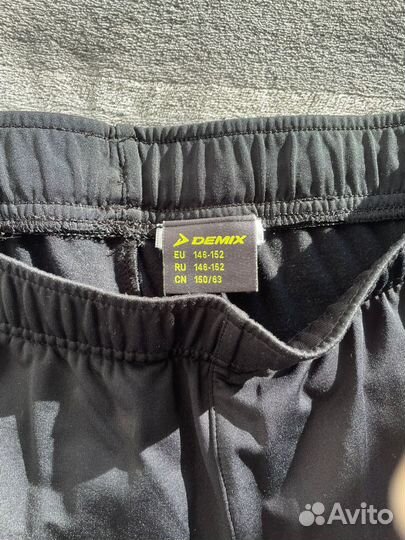 DEMIX
EU 146-152
RU 146-152
CN 150/63
Avito